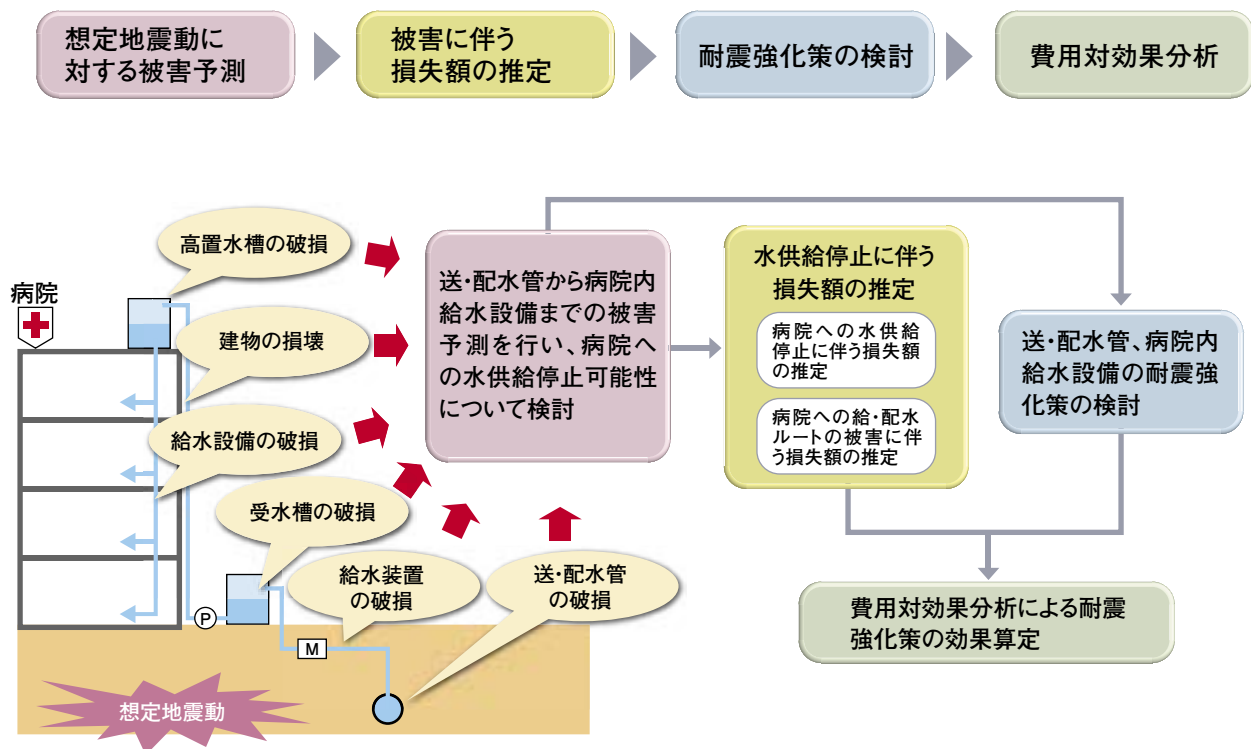 想定地震動に
対する被害予測
被害に伴う
損失額の推定
耐震強化策の検討
費用対効果分析
病院
高置水槽の破損
建物の損壊
給水設備の破損
受水槽の破損
給水装置
の破損
送・配水管
の破損
P
M
想定地震動
送・配水管から病院内
給水設備までの被害
予測を行い、病院へ
の水供給停止可能性
について検討
水供給停止に伴う
損失額の推定
病院への水供給
停止に伴う損失額
の推定
病院への給・配水
ルートの被害に伴
う損失額の推定
送・配水管、病院内
給水設備の耐震強
化策の検討
費用対効果分析による耐震
強化策の効果算定